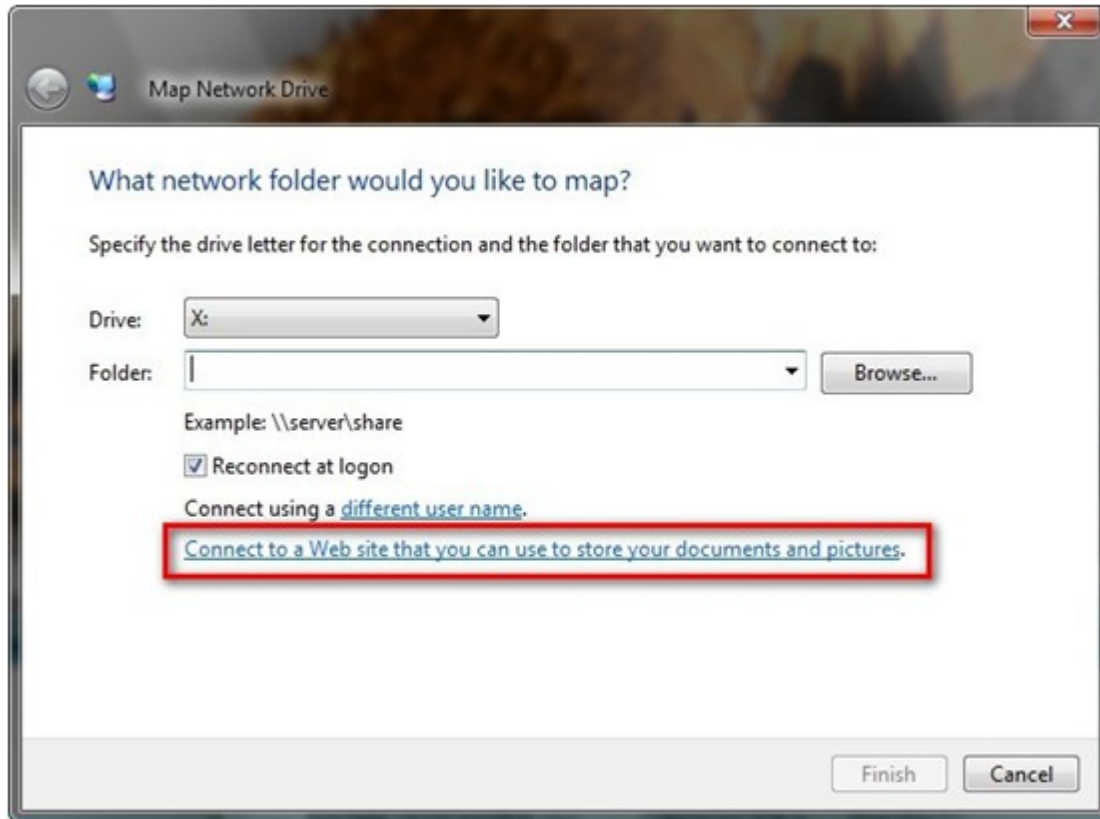 Map Network Drive
What network folder would you like to map?
Specify the drive letter for the connection and the folder that you want to connect to:
Drive: X:
Folder: Browse...
Example: \\server\share
Reconnect at logon
Connect using a different user name.
Connect to a Web site that you can use to store your documents and pictures.
Finish Cancel